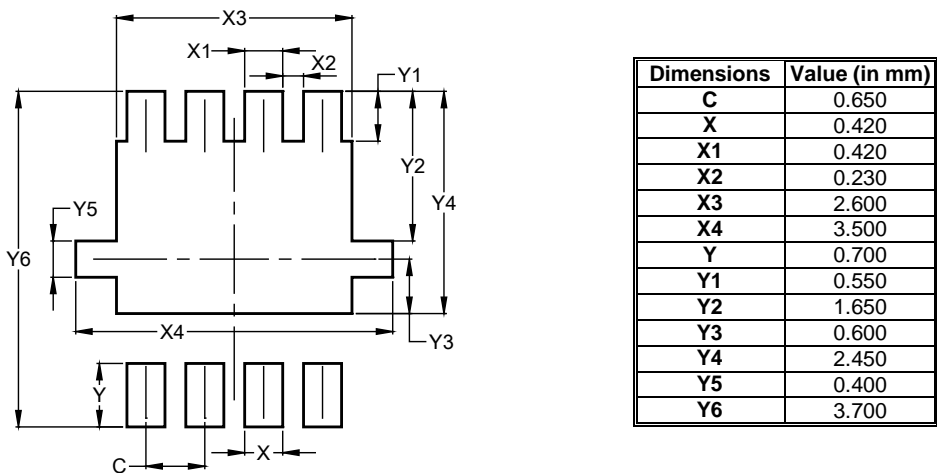 X3
X1
X2
Y1
Y2
Y4
Y5
Y6
X4
Y3
Y
C
X
Dimensions Value (in mm)
C 0.650
X 0.420
X1 0.420
X2 0.230
X3 2.600
X4 3.500
Y 0.700
Y1 0.550
Y2 1.650
Y3 0.600
Y4 2.450
Y5 0.400
Y6 3.700